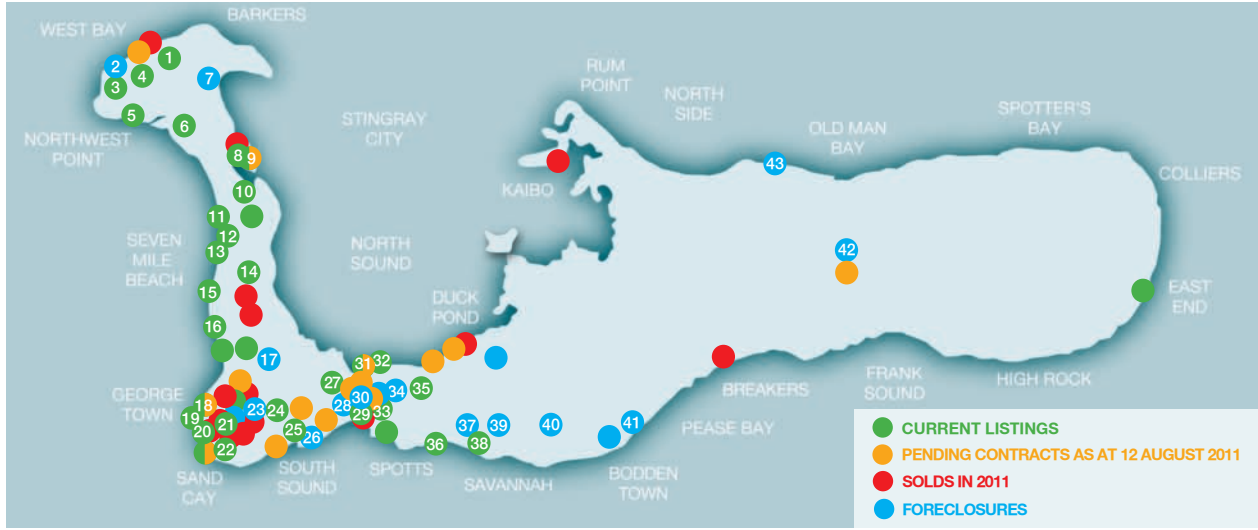 BARKERS
WEST BAY
1
2
4
3
7
5
6
NORTHWEST
POINT
8
9
10
11
12
13
14
15
16
17
SEVEN
MILE
BEACH
STINGRAY
CITY
NORTH
SOUND
RUM
POINT
NORTH
SIDE
KAIBO
OLD MAN
BAY
SPOTTER'S
BAY
COLLIERS
43
42
DUCK
POND
EAST
END
GEORGE
TOWN
18
19
20
21
22
23
24
25
26
27
28
29
30
31
32
33
34
35
36
37
38
39
40
41
SAND
CAY
SOUTH
SOUND
SPOTTS
SAVANNAH
BODDEN
TOWN
PEASE BAY
BREAKERS
FRANK
SOUND
HIGH ROCK
CURRENT LISTINGS
PENDING CONTRACTS AS AT 12 AUGUST 2011
SOLDS IN 2011
FORECLOSURES